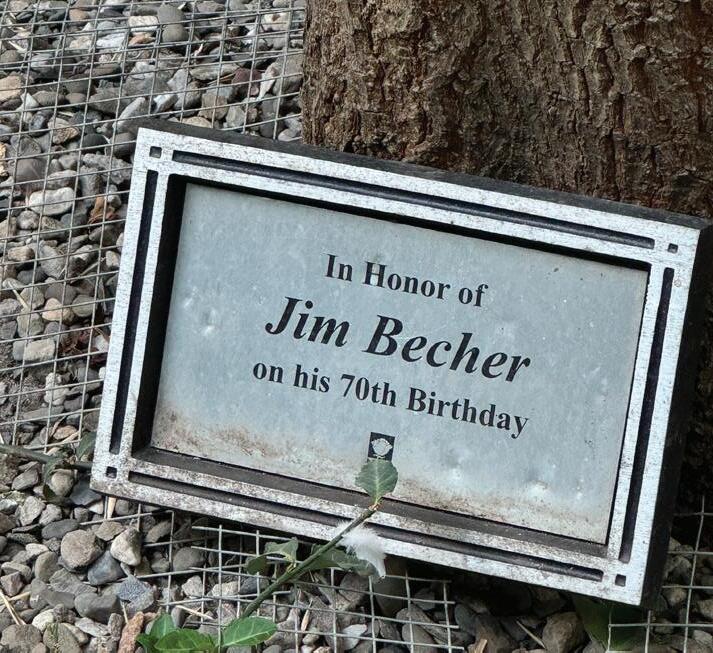 In Honor of
Jim Becher
on his 70th Birthday